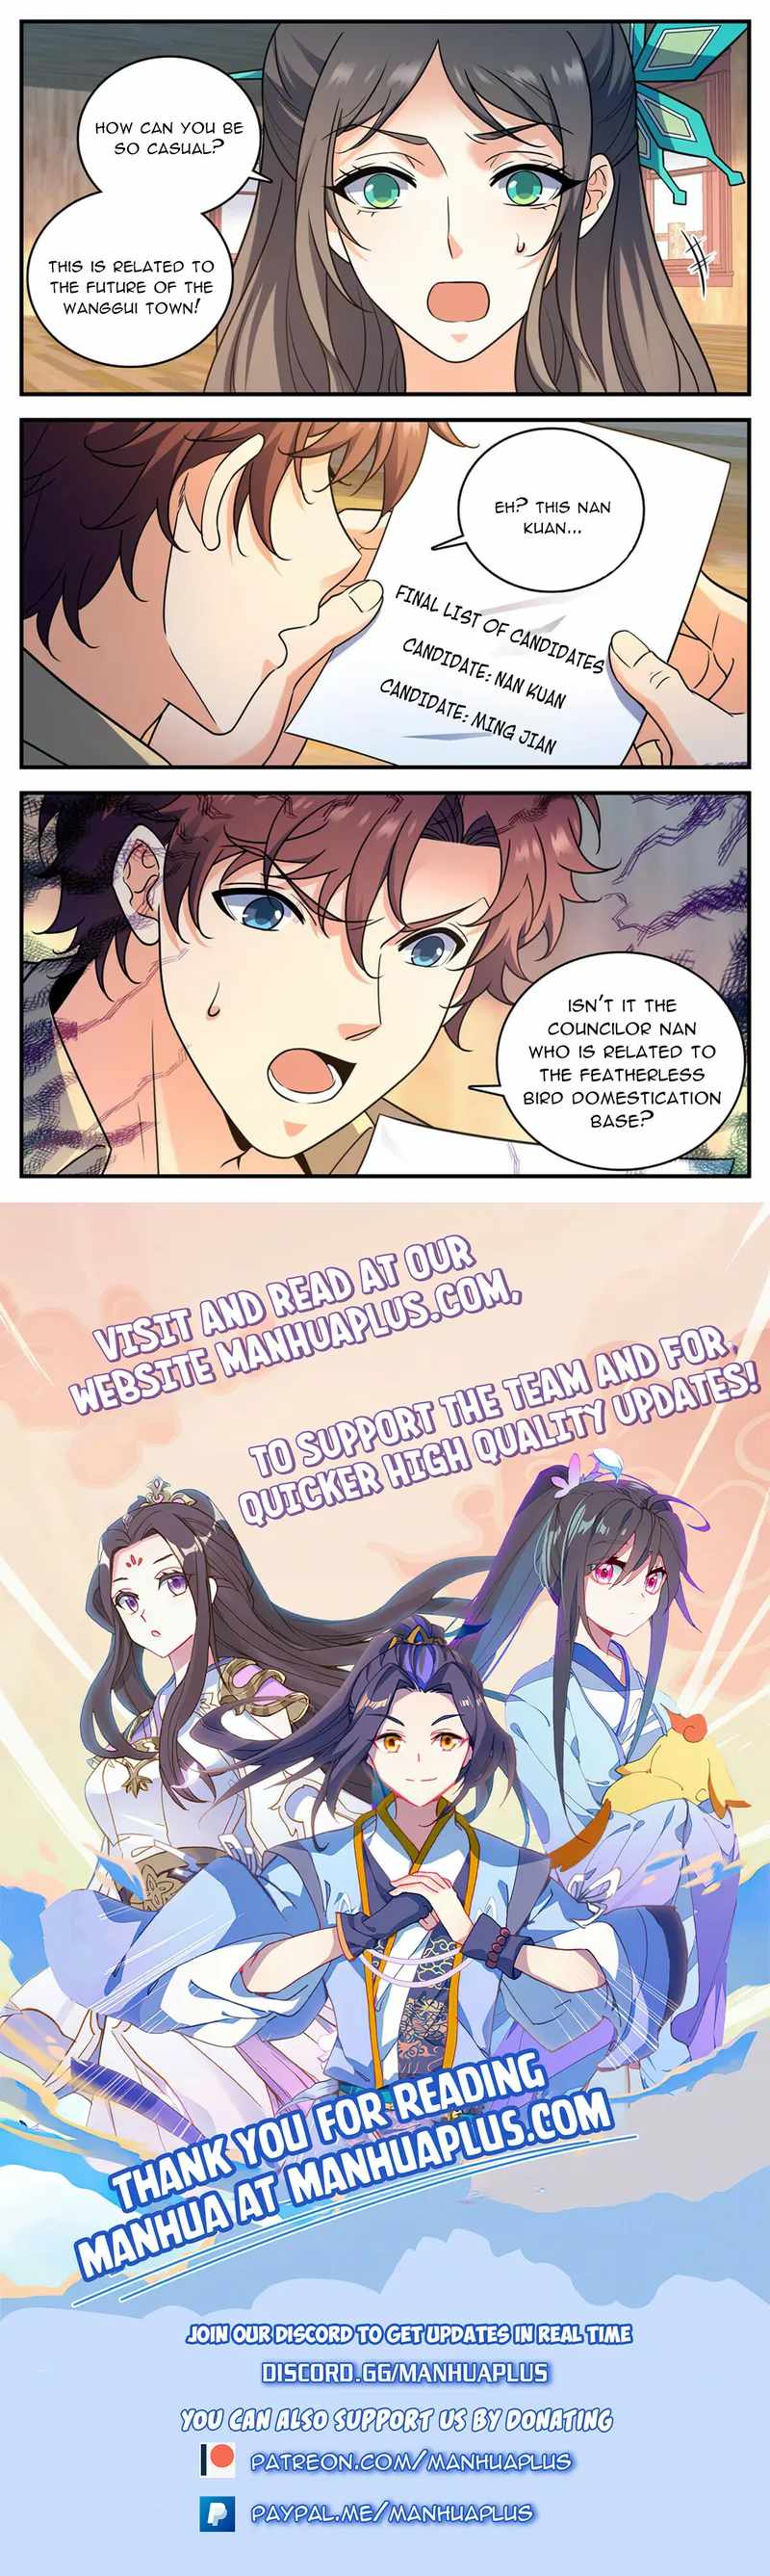 HOW CAN YOU BE
SO CASUAL?
THIS IS RELATED TO
THE FUTURE OF THE
WANGGUI TOWN!
EH? THIS NAN
KUAN...
FINAL LIST OF CANDIDATES
CANDIDATE: NAN KUAN
CANDIDATE: MING JIAN
ISN'T IT THE
COUNCILOR NAN
WHO IS RELATED TO
THE FEATHERLESS
BIRD DOMESTICATION
BASE?
VISIT AND READ AT OUR
WEBSITE MANHUAPLUS.COM,
TO SUPPORT THE TEAM AND FOR
QUICKER HIGH QUALITY UPDATES!
THANK YOU FOR READING
MANHUA AT MANHUAPLUS.COM
JOIN OUR DISCORD TO GET UPDATES IN REAL TIME
DISCORD.GG/MANHUAPLUS
YOU CAN ALSO SUPPORT US BY DONATING
PATREON.COM/MANHUAPLUS
PAYPAL.ME/MANHUAPLUS